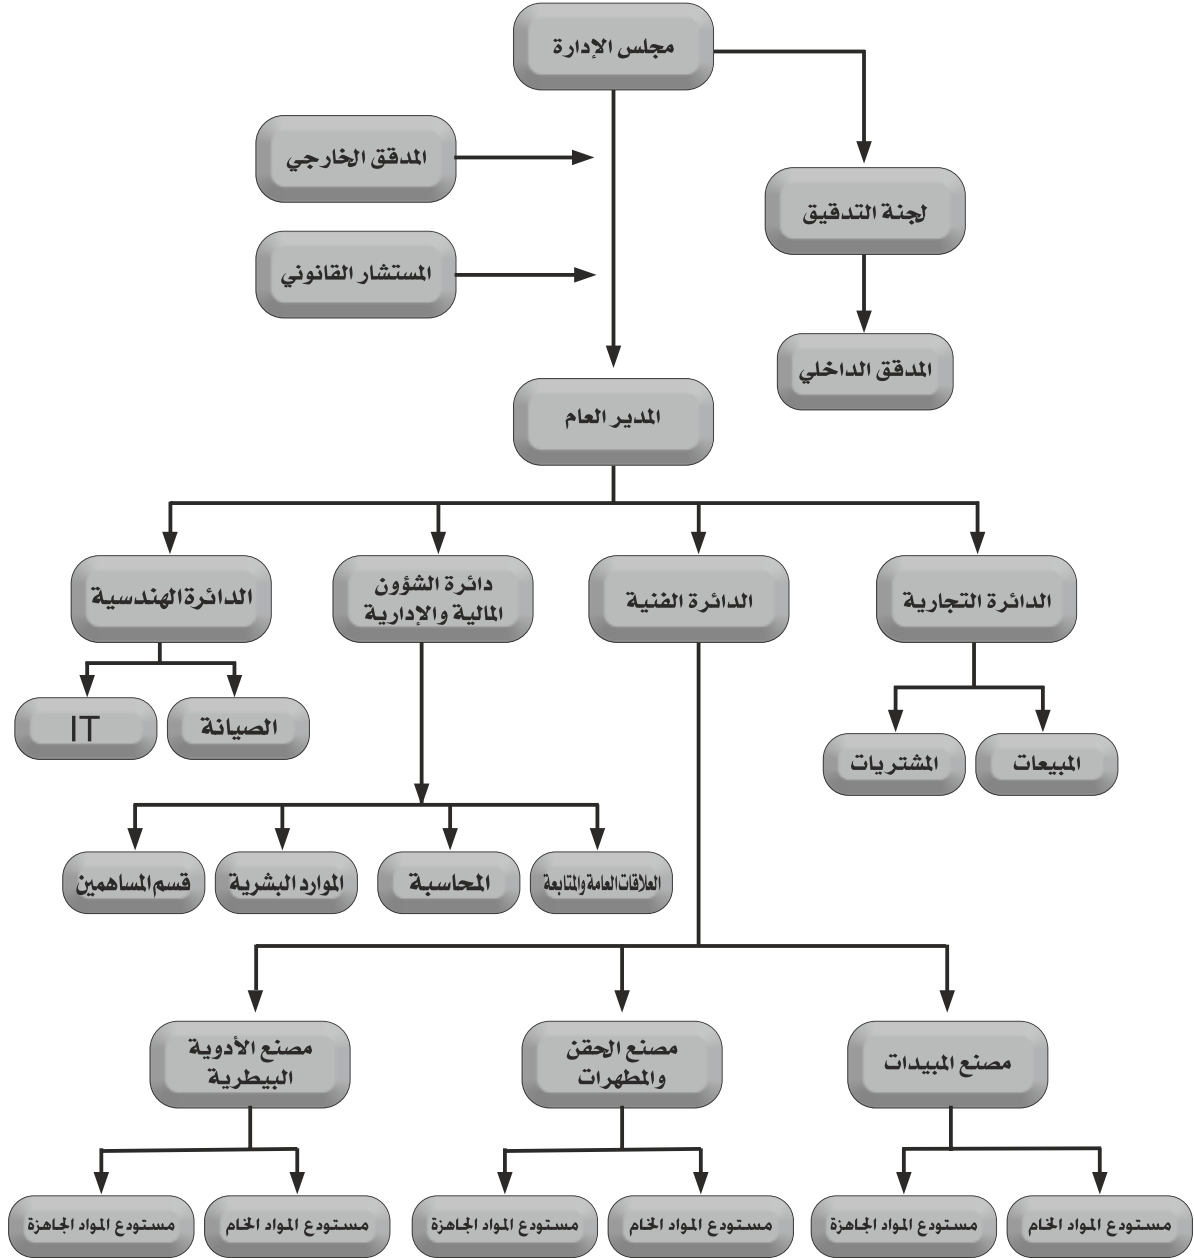 مجلس الإدارة
المدقق الخارجي
لجنة التدقيق
المستشار القانوني
المدقق الداخلي
المدير العام
الدائرة التجارية
الدائرة الفنية
دائرة الشؤون
المالية والإدارية
الدائرة الهندسية
المبيعات
المشتريات
الصيانة
IT
العلاقات العامة والمتابعة
المحاسبة
الموارد البشرية
قسم المساهمين
مصنع المبيدات
مصنع الحقن
والمطهرات
مصنع الأدوية
البيطرية
مستودع المواد الخام
مستودع المواد الجاهزة
مستودع المواد الخام
مستودع المواد الجاهزة
مستودع المواد الخام
مستودع المواد الجاهزة